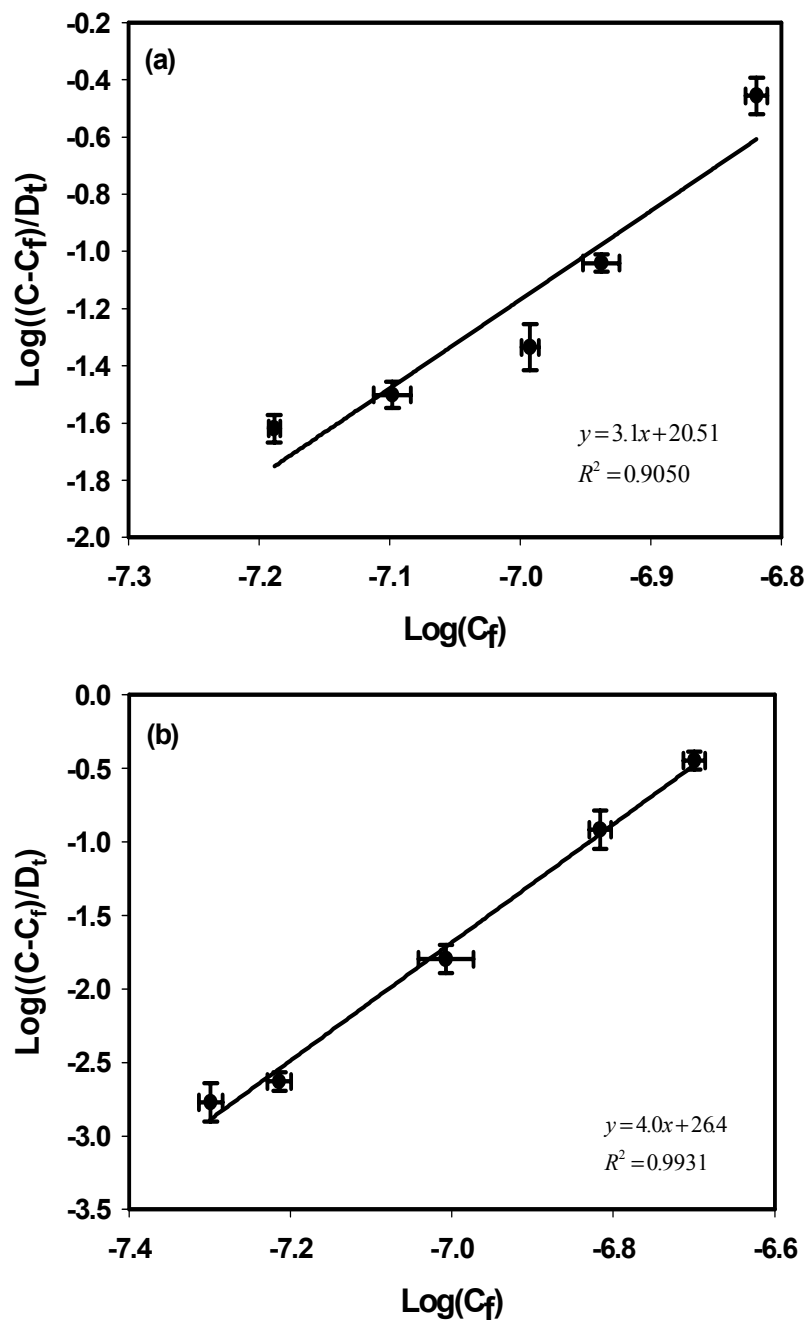 (a)
-0.2
-0.4
-0.6
-0.8
-1.0
-1.2
-1.4
-1.6
-1.8
-2.0
Log((C-Cf)/Dt)
y = 3.1x + 20.51
R² = 0.9050
-7.3 -7.2 -7.1 -7.0 -6.9 -6.8
Log(Cf)
(b)
0.0
-0.5
-1.0
-1.5
-2.0
-2.5
-3.0
-3.5
Log((C-Cf)/Dt)
y = 4.0x + 26.4
R² = 0.9931
-7.4 -7.2 -7.0 -6.8 -6.6
Log(Cf)